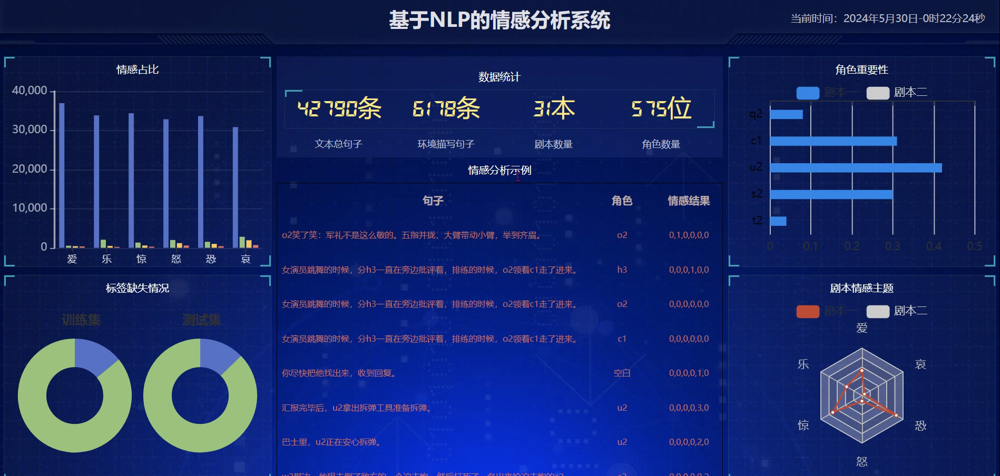 基于NLP的情感分析系统
当前时间：2024年5月30日-0时22分24秒
情感占比
40,000
30,000
20,000
10,000
0
爱 乐 惊 怒 恐 哀
标签缺失情况
训练集 测试集
数据统计
42790条 6178条 31本 575位
文本总句子 环境描写句子 剧本数量 角色数量
情感分析示例
句子 角色 情感结果
o2笑了笑：军礼不是这么敬的。五指并拢，大臂带动小臂，举到齐眉。 o2 0,1,0,0,0,0
女演员跳舞的时候，分h3一直在旁边批评着，排练的时候，o2领着c1走了进来。 h3 0,0,0,1,0,0
女演员跳舞的时候，分h3一直在旁边批评着，排练的时候，o2领着c1走了进来。 o2 0,0,0,0,0,0
女演员跳舞的时候，分h3一直在旁边批评着，排练的时候，o2领着c1走了进来。 c1 0,0,0,0,0,0
你尽快把他找出来，收到回复。 空白 0,0,0,0,1,0
汇报完毕后，u2拿出拆弹工具准备拆弹。 u2 0,0,0,0,3,0
巴士里，u2正在安心拆弹。 u2 0,0,0,0,2,0
角色重要性
剧本一 剧本二
q2
c1
u2
s2
t2
0 0.1 0.2 0.3 0.4 0.5
剧本情感主题
剧本一 剧本二
爱
乐 哀
惊 恐
怒